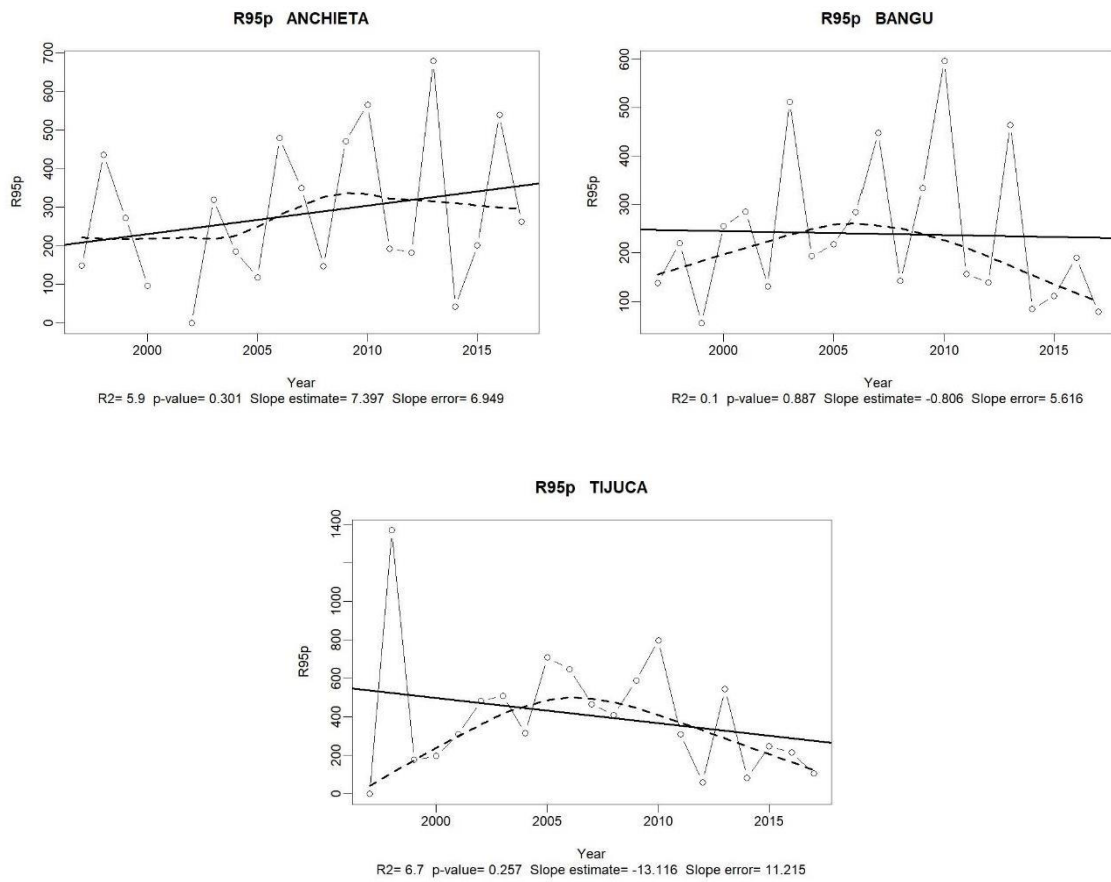 R95p ANCHIETA
R95p
700
600
500
400
300
200
100
0
2000 2005 2010 2015
Year
R2= 5.9 p-value= 0.301 Slope estimate= 7.397 Slope error= 6.949
R95p BANGU
R95p
600
500
400
300
200
100
2000 2005 2010 2015
Year
R2= 0.1 p-value= 0.887 Slope estimate= -0.806 Slope error= 5.616
R95p TIJUCA
R95p
1400
1000
800
600
400
200
0
2000 2005 2010 2015
Year
R2= 6.7 p-value= 0.257 Slope estimate= -13.116 Slope error= 11.215